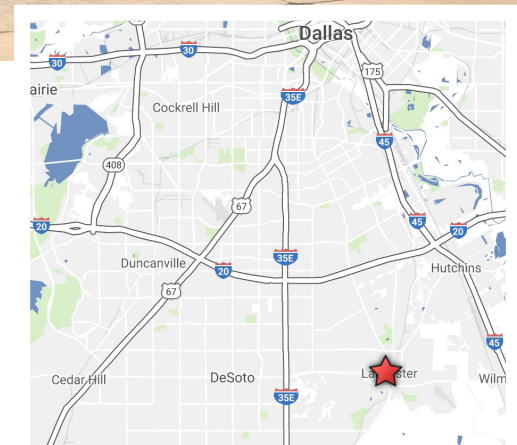 Dallas
30
30
175
airie
35E
Cockrell Hill
45
408
67
45
20
20
35E
Duncanville
20
Hutchins
67
45
Cedar Hill
DeSoto
35E